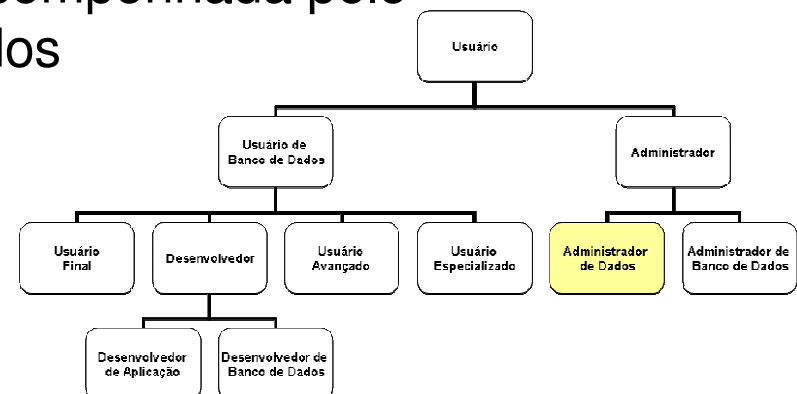 los
Usuário
Usuário de
Banco de Dados
Administrador
Usuário
Final
Desenvolvedor
Usuário
Avançado
Usuário
Especializado
Administrador
de Dados
Administrador de
Banco de Dados
Desenvolvedor
de Aplicação
Desenvolvedor de
Banco de Dados